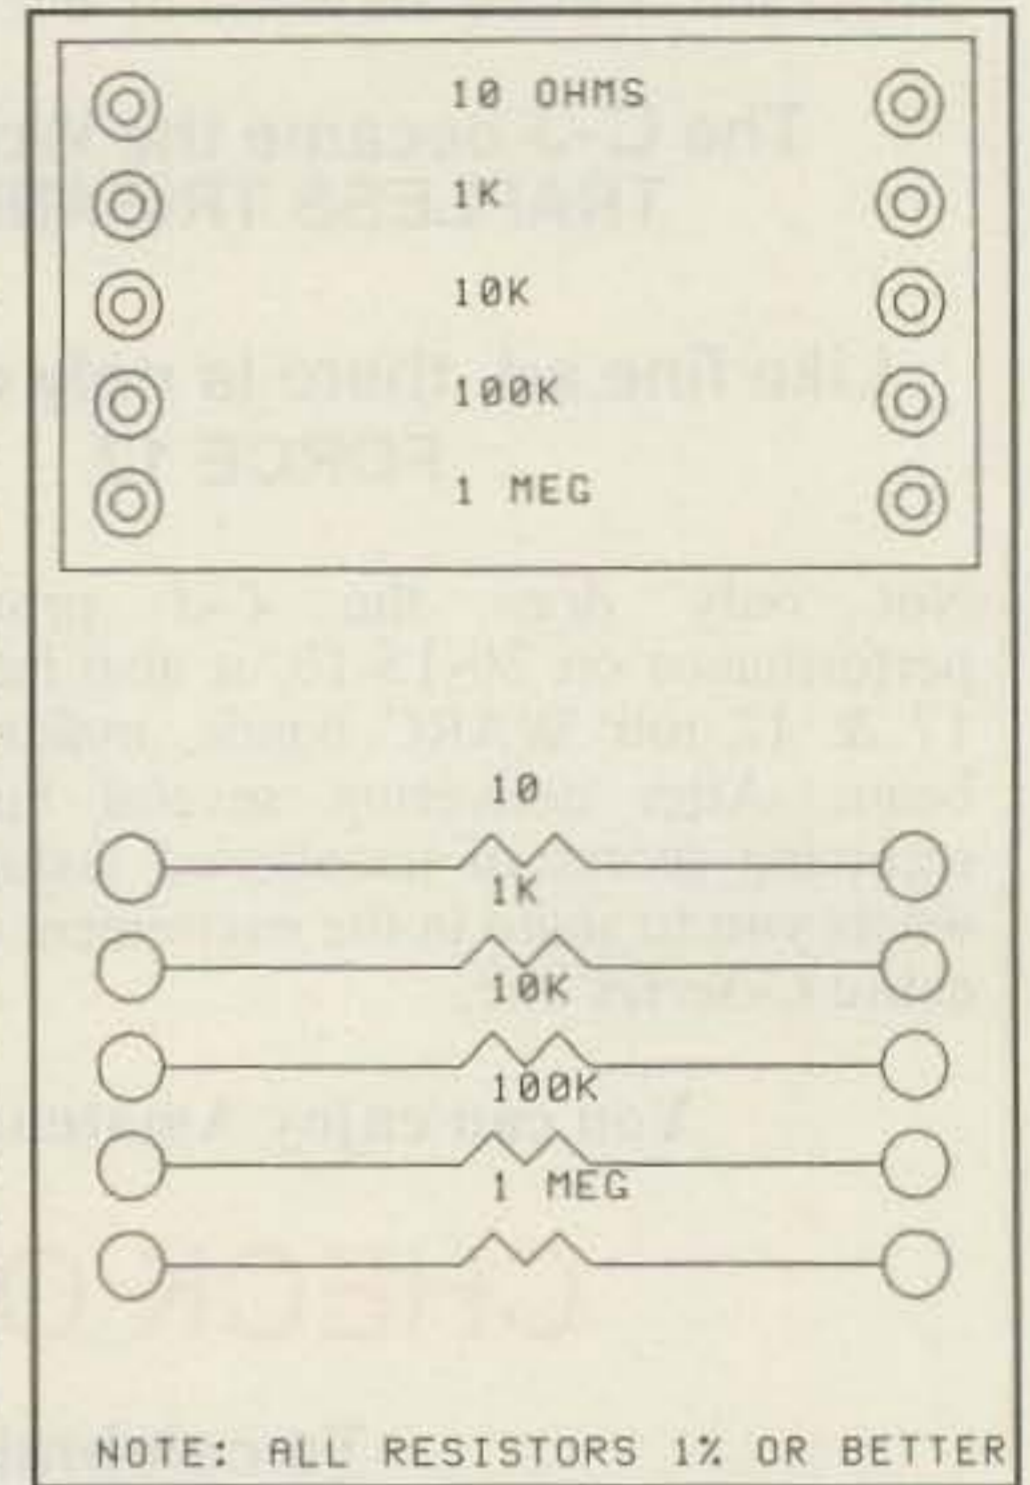 10 OHMS
1K
10K
100K
1 MEG
10
1K
10K
100K
1 MEG
NOTE: ALL RESISTORS 1% OR BETTER